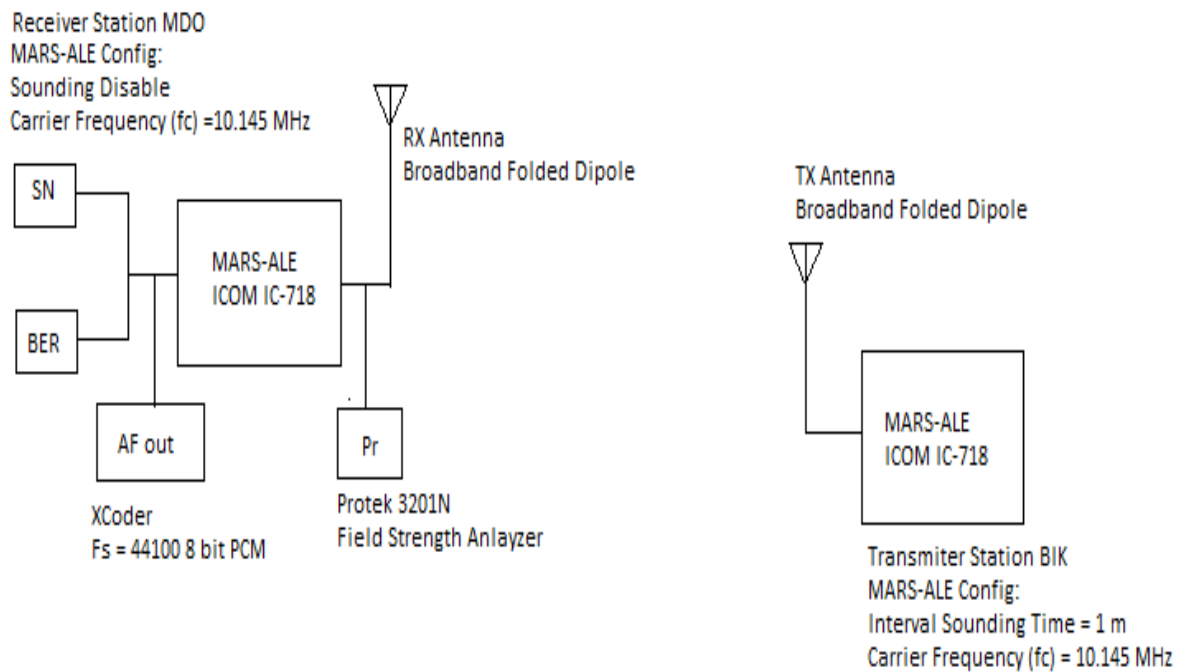 Receiver Station MDO
MARS-ALE Config:
Sounding Disable
Carrier Frequency (fc) =10.145 MHz
RX Antenna
Broadband Folded Dipole
SN
MARS-ALE
ICOM IC-718
BER
AF out
Pr
XCoder
Fs = 44100 8 bit PCM
Protek 3201N
Field Strength Anlayzer
TX Antenna
Broadband Folded Dipole
MARS-ALE
ICOM IC-718
Transmiter Station BIK
MARS-ALE Config:
Interval Sounding Time = 1 m
Carrier Frequency (fc) = 10.145 MHz